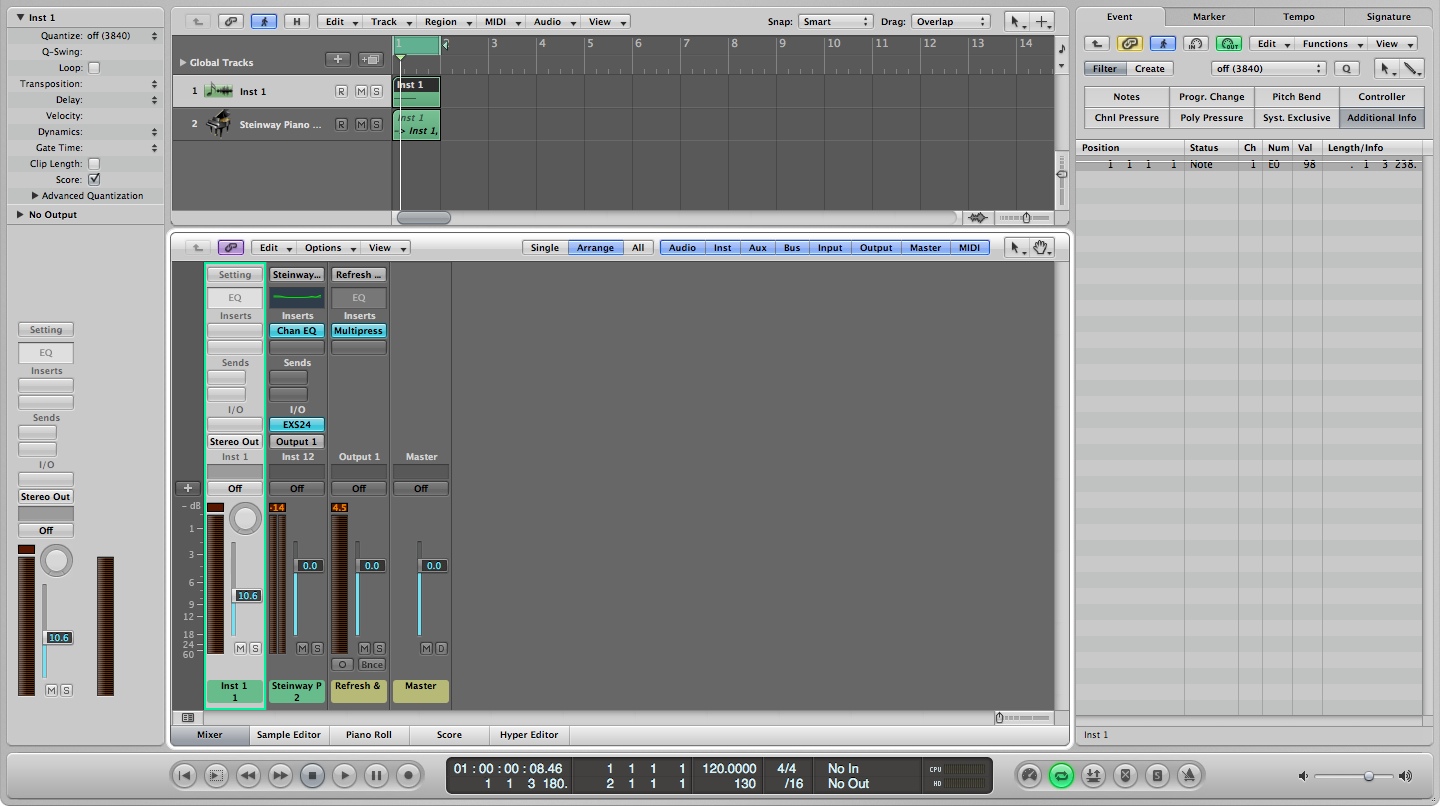 Inst 1
Quantize: off (3840)
Q-Swing:
Loop:
Transposition:
Delay:
Velocity:
Dynamics:
Gate Time:
Clip Length:
Score:
Advanced Quantization
No Output
Setting
EQ
Inserts
Sends
I/O
Stereo Out
Off
10.6
M S
H Edit Track Region MIDI Audio View Snap: Smart Drag: Overlap
1 2 3 4 5 6 7 8 9 10 11 12 13 14
Global Tracks
1 Inst 1 R M S
Inst 1
2 Steinway Piano ... R M S
Inst 1
-> Inst 1,
Edit Options View Single Arrange All Audio Inst Aux Bus Input Output Master MIDI
Setting Steinway... Refresh ...
EQ EQ
Inserts Inserts Inserts
Chan EQ Multipress
Sends Sends
I/O I/O
EXS24
Stereo Out Output 1
Inst 1 Inst 12 Output 1 Master
Off Off Off Off
- dB -14 4.5
1
3
0.0 0.0 0.0
6
10.6
9
12
18
24
60
M S M S M S M D
O Bnce
Inst 1 Steinway P Refresh & Master
1 2
Mixer Sample Editor Piano Roll Score Hyper Editor
Event Marker Tempo Signature
IN OUT Edit Functions View
Filter Create off (3840) Q
Notes Progr. Change Pitch Bend Controller
Chnl Pressure Poly Pressure Syst. Exclusive Additional Info
Position Status Ch Num Val Length/Info
1 1 1 1 Note 1 E0 98 . 1 3 238.
Inst 1
01 : 00 : 00 : 08.46 1 1 1 1 120.0000 4/4 No In CPU
1 1 3 180. 2 1 1 1 130 /16 No Out HD
S